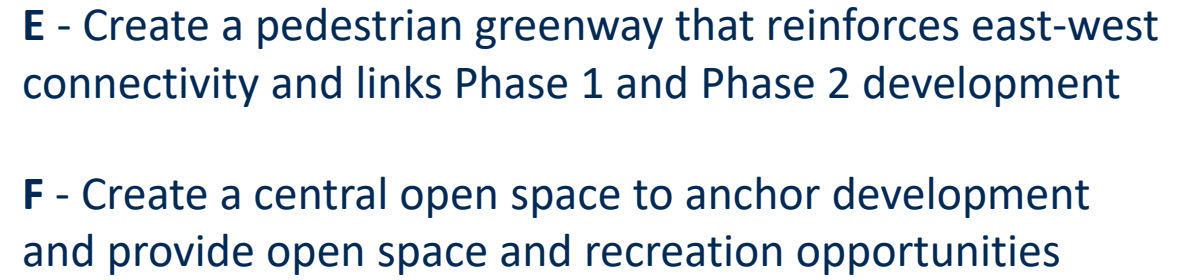 E - Create a pedestrian greenway that reinforces east-west
connectivity and links Phase 1 and Phase 2 development
F - Create a central open space to anchor development
and provide open space and recreation opportunities